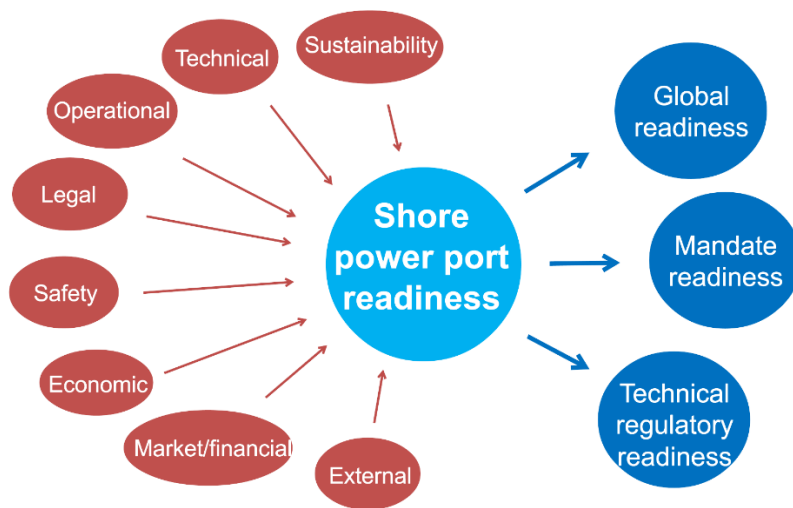 Sustainability
Technical
Operational
Legal
Safety
Economic
Market/financial
External
Shore
power port
readiness
Global
readiness
Mandate
readiness
Technical
regulatory
readiness